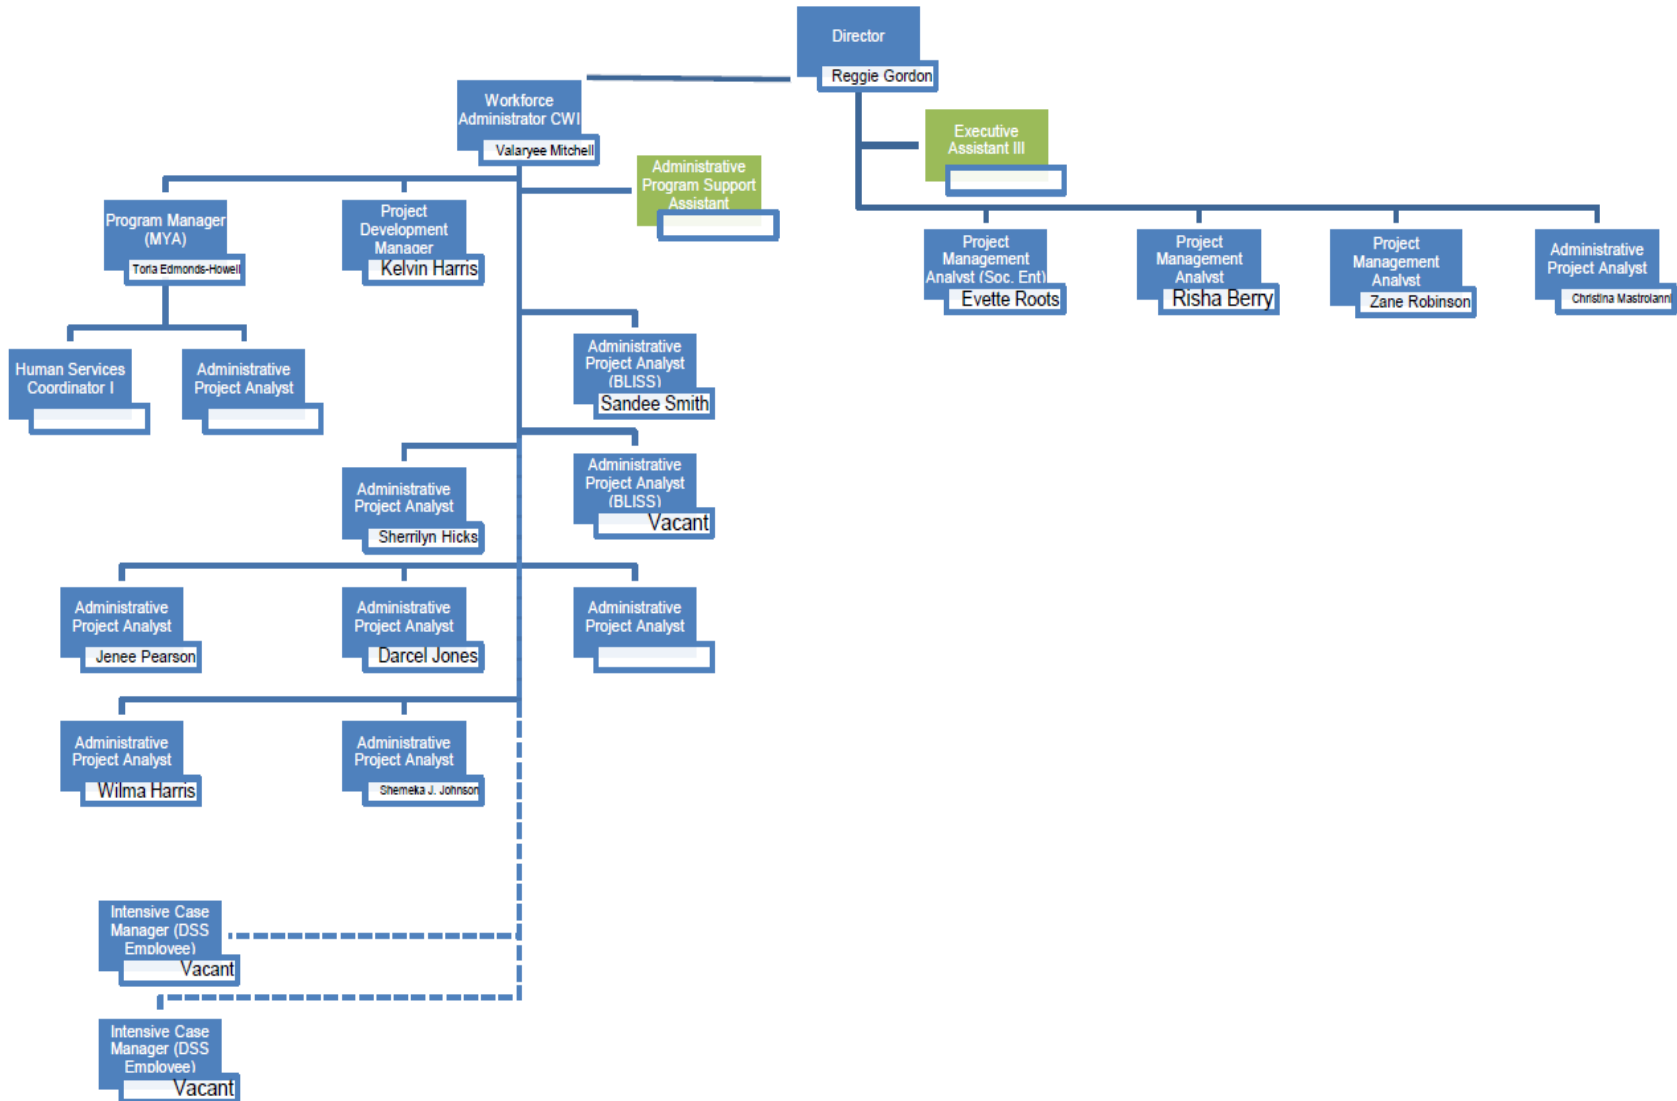 Director
Reggie Gordon
Workforce
Administrator CWI
Valaryee Mitchell
Executive
Assistant III
Administrative
Program Support
Assistant
Program Manager
(MYA)
Toria Edmonds-Howell
Project
Development
Manager
Kelvin Harris
Project
Management
Analyst (Soc. Ent)
Evette Roots
Project
Management
Analyst
Risha Berry
Project
Management
Analyst
Zane Robinson
Administrative
Project Analyst
Christina Mastroianni
Human Services
Coordinator I
Administrative
Project Analyst
Administrative
Project Analyst
(BLISS)
Sandee Smith
Administrative
Project Analyst
Sherrilyn Hicks
Administrative
Project Analyst
(BLISS)
Vacant
Administrative
Project Analyst
Jenee Pearson
Administrative
Project Analyst
Darcel Jones
Administrative
Project Analyst
Administrative
Project Analyst
Wilma Harris
Administrative
Project Analyst
Shemeka J. Johnson
Intensive Case
Manager (DSS
Employee)
Vacant
Intensive Case
Manager (DSS
Employee)
Vacant